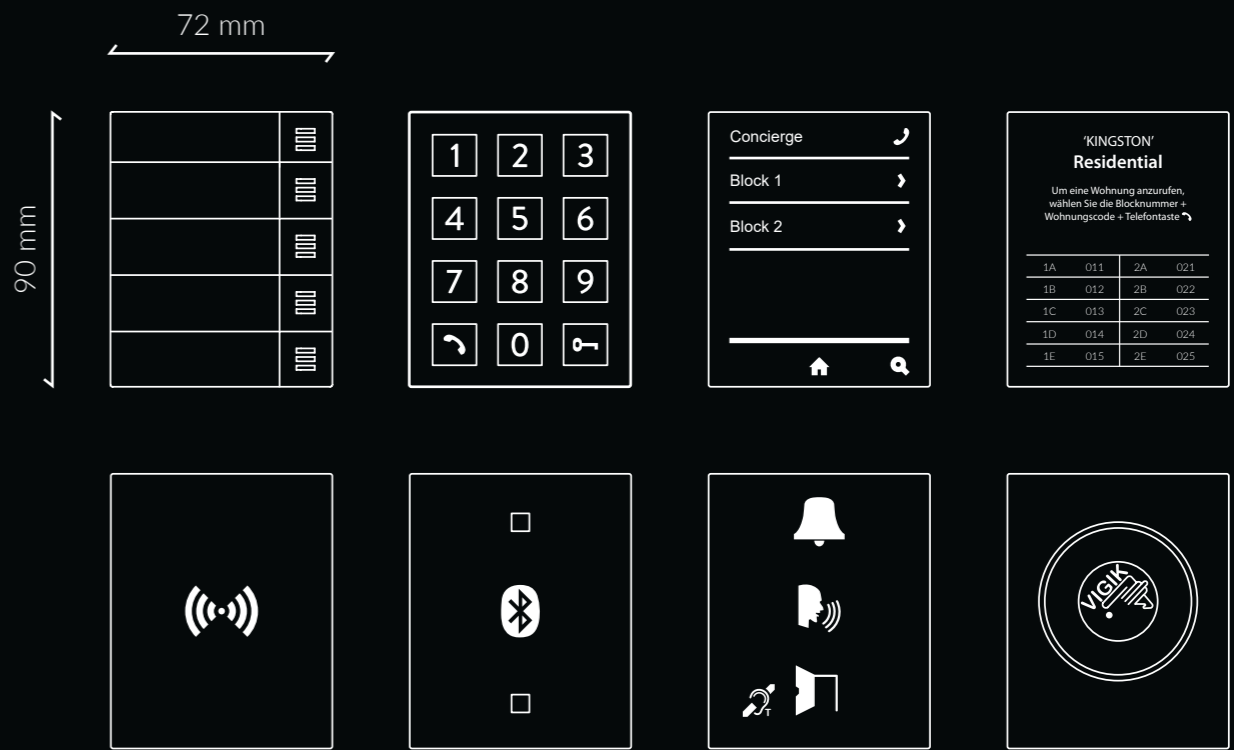 72 mm
90 mm
1 2 3
4 5 6
7 8 9
0
Concierge
Block 1
Block 2
‘KINGSTON’
Residential
Um eine Wohnung anzurufen,
wählen Sie die Blocknummer +
Wohnungscode + Telefontaste
1A 011 2A 021
1B 012 2B 022
1C 013 2C 023
1D 014 2D 024
1E 015 2E 025
T
VIGIK